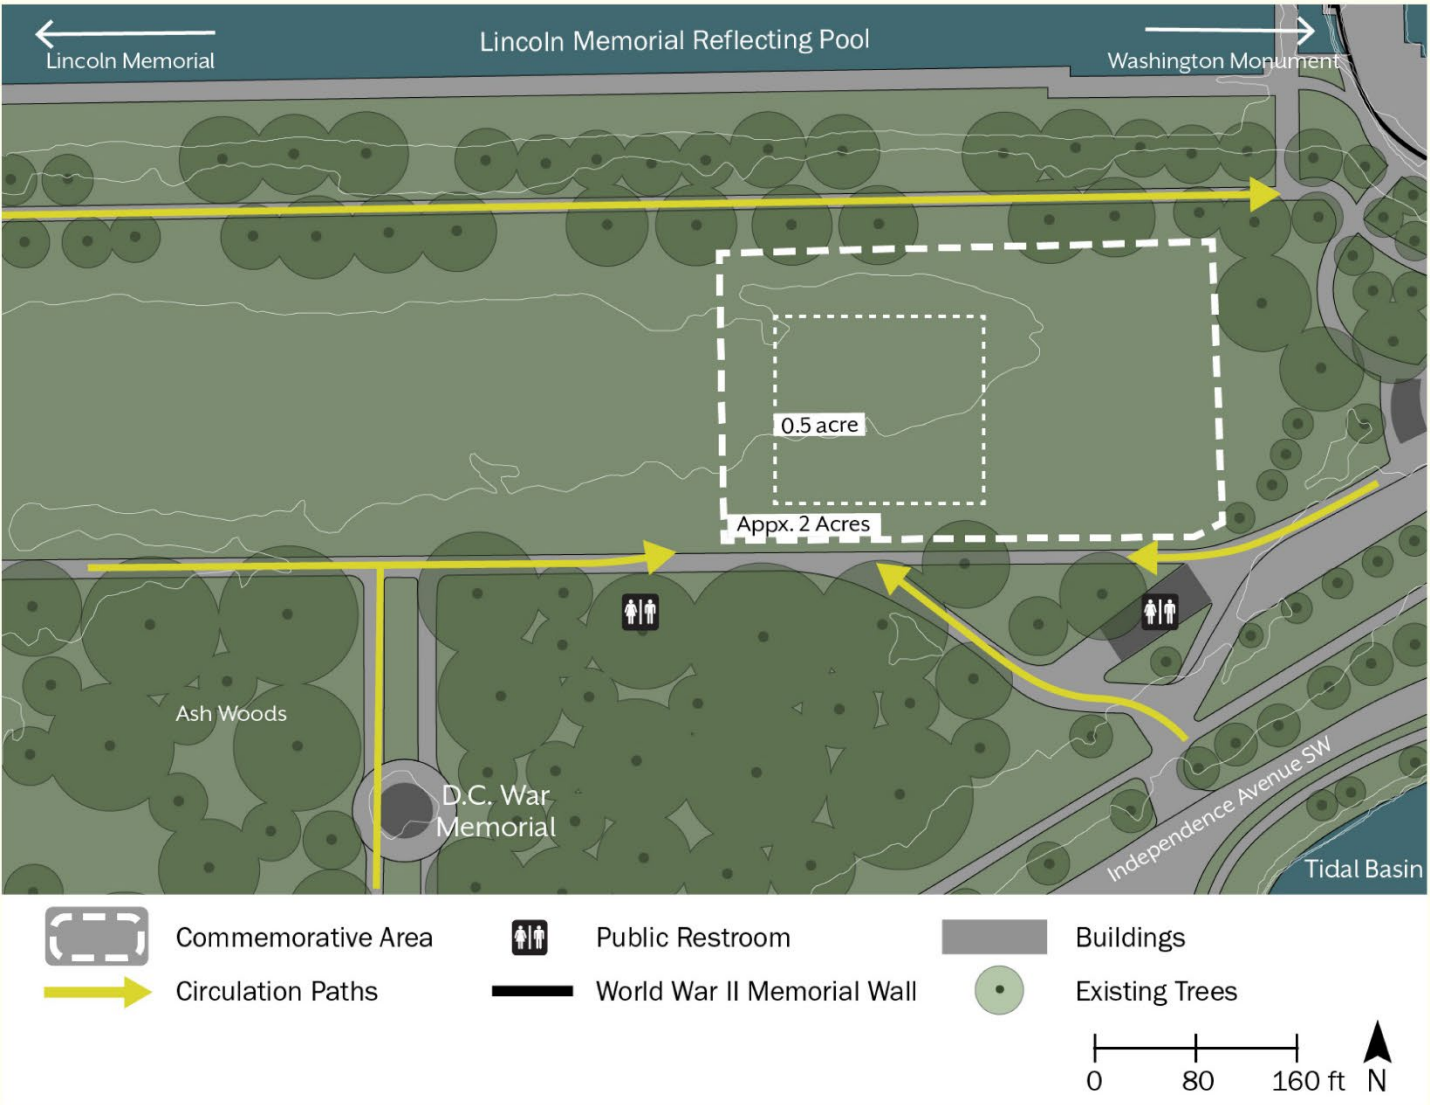 Lincoln Memorial Reflecting Pool
Lincoln Memorial
Washington Monument
0.5 acre
Appx. 2 Acres
Ash Woods
D.C. War
Memorial
Independence Avenue SW
Tidal Basin
Commemorative Area
Public Restroom
Buildings
Circulation Paths
World War II Memorial Wall
Existing Trees
0 80 160 ft N